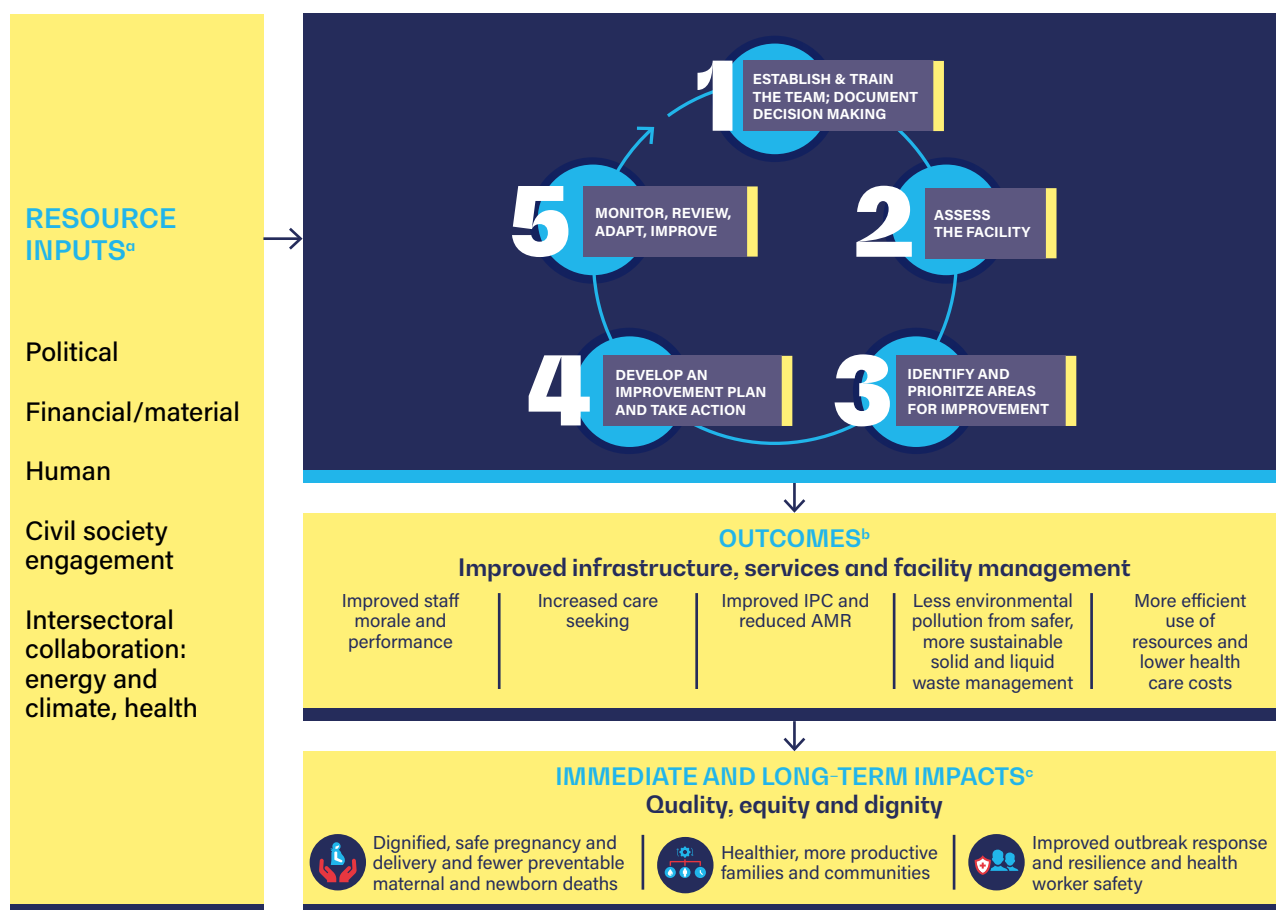 RESOURCE
INPUTSᵃ
Political
Financial/material
Human
Civil society
engagement
Intersectoral
collaboration:
energy and
climate, health
1
ESTABLISH & TRAIN
THE TEAM; DOCUMENT
DECISION MAKING
2
ASSESS
THE FACILITY
3
IDENTIFY AND
PRIORITZE AREAS
FOR IMPROVEMENT
4
DEVELOP AN
IMPROVEMENT PLAN
AND TAKE ACTION
5
MONITOR, REVIEW,
ADAPT, IMPROVE
OUTCOMESᵇ
Improved infrastructure, services and facility management
Improved staff
morale and
performance
Increased care
seeking
Improved IPC and
reduced AMR
Less environmental
pollution from safer,
more sustainable
solid and liquid
waste management
More efficient
use of
resources and
lower health
care costs
IMMEDIATE AND LONG-TERM IMPACTSᶜ
Quality, equity and dignity
Dignified, safe pregnancy and
delivery and fewer preventable
maternal and newborn deaths
Healthier, more productive
families and communities
Improved outbreak response
and resilience and health
worker safety